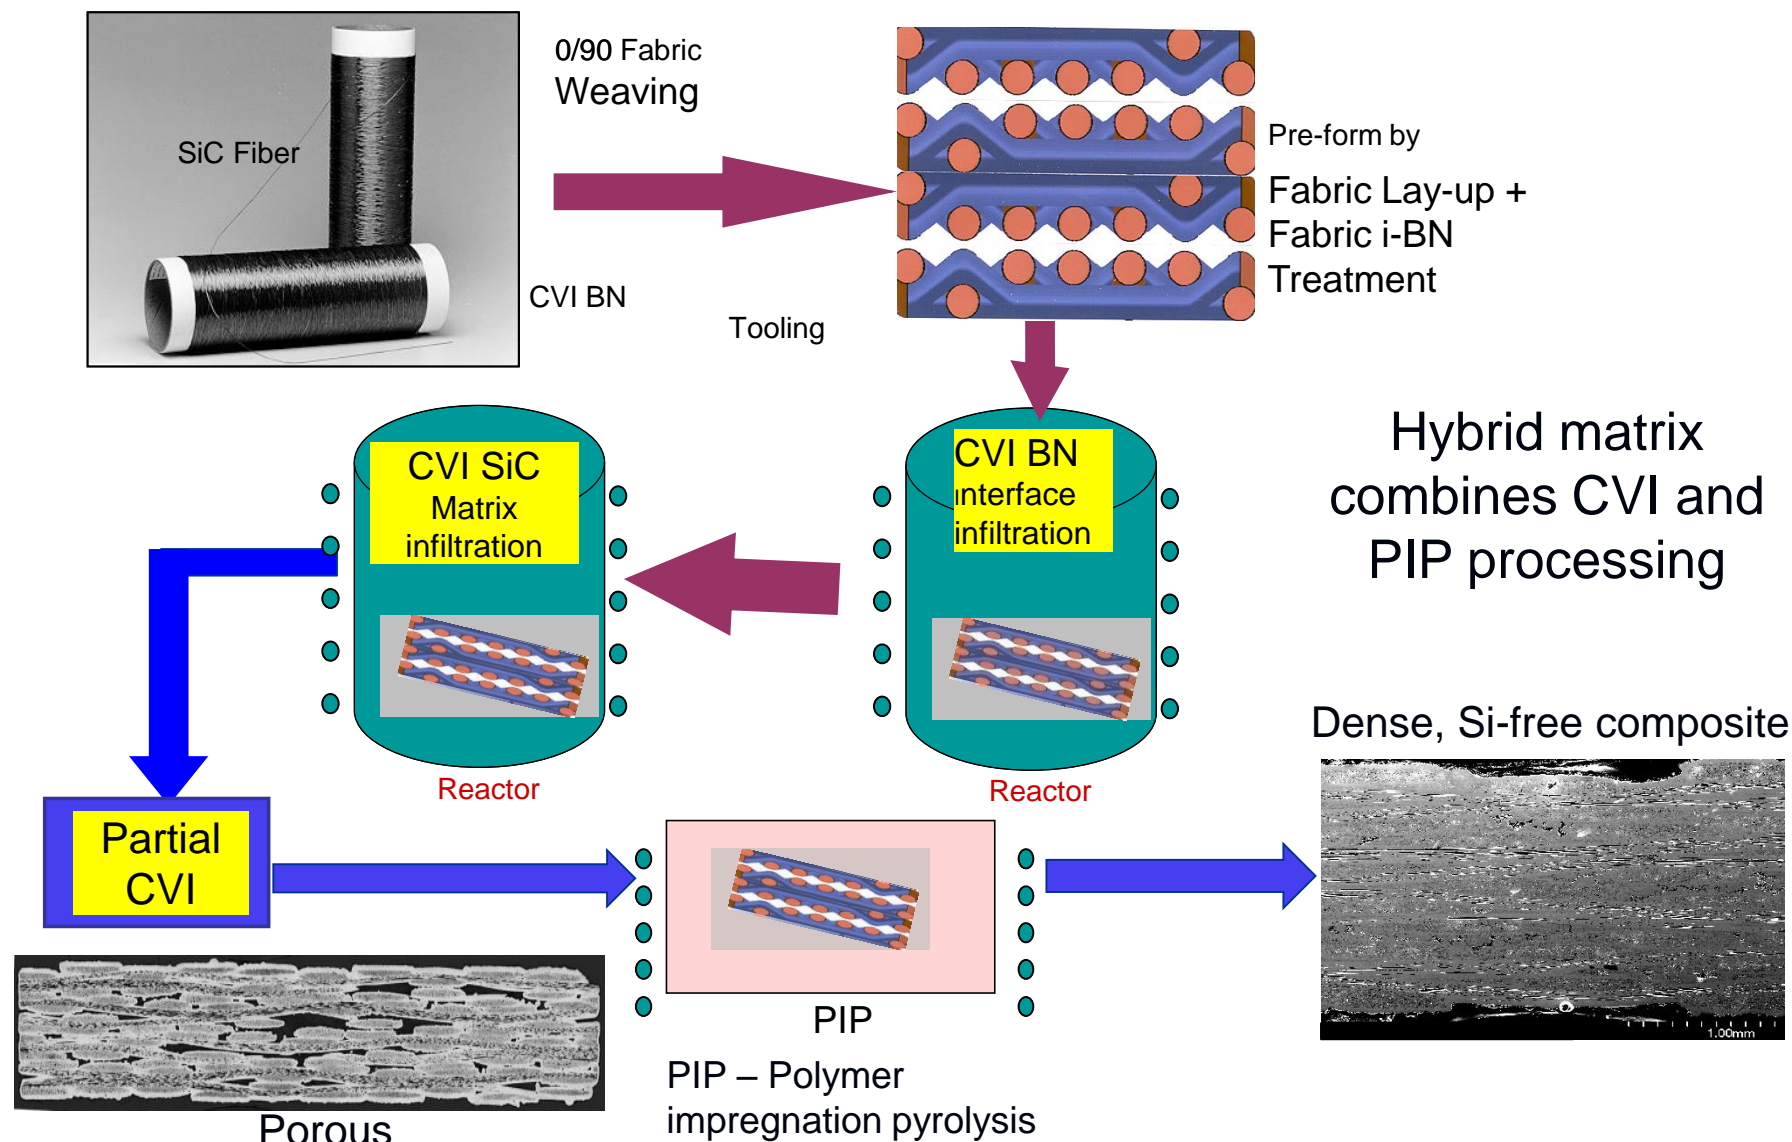 0/90 Fabric
Weaving
SiC Fiber
CVI BN
Tooling
Pre-form by
Fabric Lay-up +
Fabric i-BN
Treatment
CVI SiC
Matrix
infiltration
Reactor
CVI BN
interface
infiltration
Reactor
Hybrid matrix
combines CVI and
PIP processing
Dense, Si-free composite
1.00mm
Partial
CVI
Porous
PIP
PIP – Polymer
impregnation pyrolysis